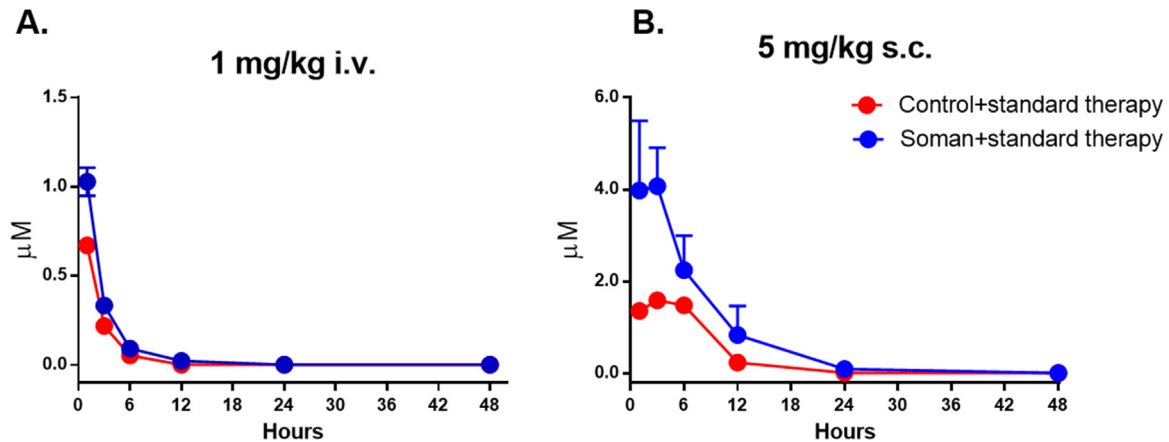 A.
1 mg/kg i.v.
1.5
1.0
0.5
0.0
μM
0 6 12 18 24 30 36 42 48
Hours
B.
5 mg/kg s.c.
6.0
4.0
2.0
0.0
μM
0 6 12 18 24 30 36 42 48
Hours
Control+standard therapy
Soman+standard therapy